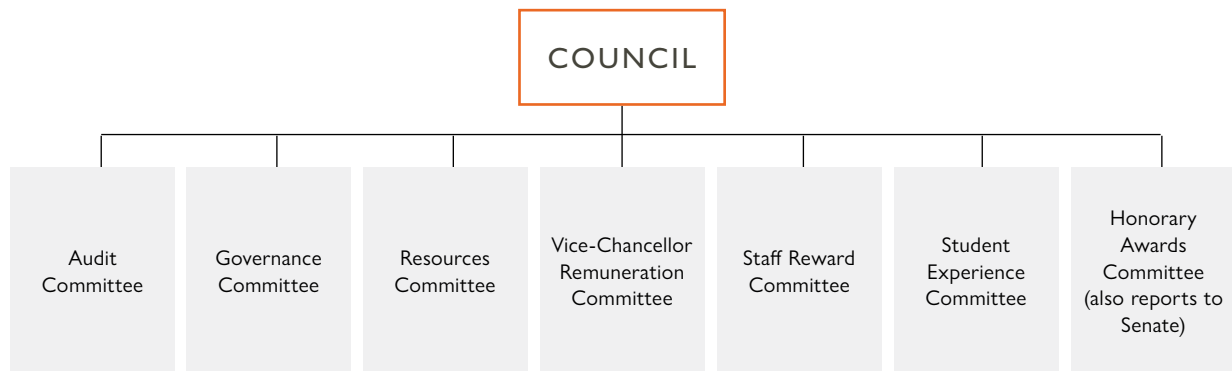 COUNCIL
Audit
Committee
Governance
Committee
Resources
Committee
Vice-Chancellor
Remuneration
Committee
Staff Reward
Committee
Student
Experience
Committee
Honorary
Awards
Committee
(also reports to
Senate)